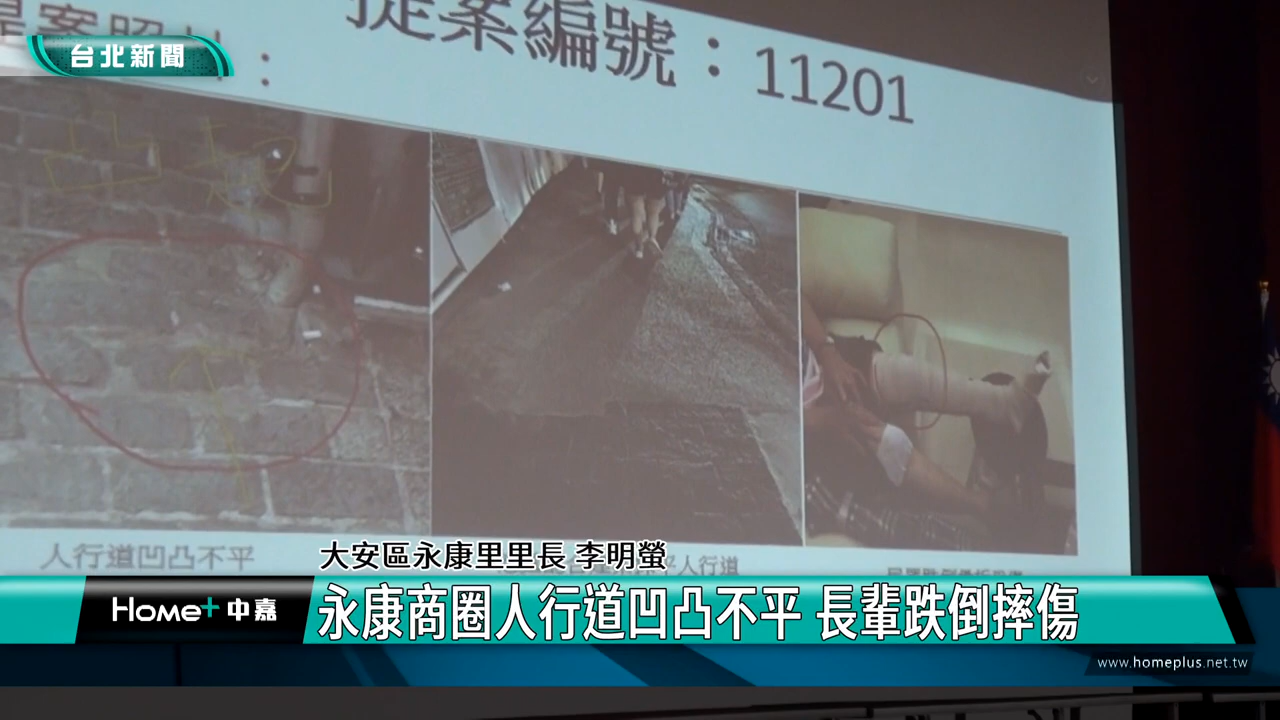 提案編號：11201
台北新聞
凸起
人行道凹凸不平
大安區永康里里長 李明螢
Home+中嘉
永康商圈人行道凹凸不平 長輩跌倒摔傷
www.homeplus.net.tw